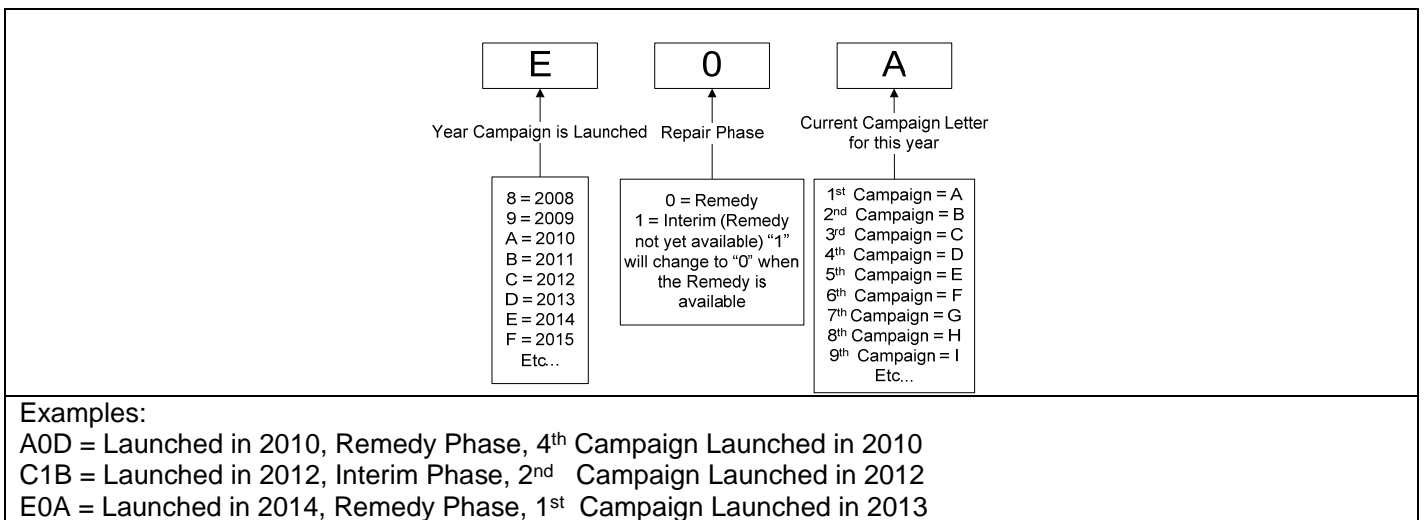 E 0 A
Year Campaign is Launched
Repair Phase
Current Campaign Letter
for this year
8 = 2008
9 = 2009
A = 2010
B = 2011
C = 2012
D = 2013
E = 2014
F = 2015
Etc...
0 = Remedy
1 = Interim (Remedy
not yet available) “1”
will change to “0” when
the Remedy is
available
1st Campaign = A
2nd Campaign = B
3rd Campaign = C
4th Campaign = D
5th Campaign = E
6th Campaign = F
7th Campaign = G
8th Campaign = H
9th Campaign = I
Etc...
Examples:
A0D = Launched in 2010, Remedy Phase, 4th Campaign Launched in 2010
C1B = Launched in 2012, Interim Phase, 2nd Campaign Launched in 2012
E0A = Launched in 2014, Remedy Phase, 1st Campaign Launched in 2013